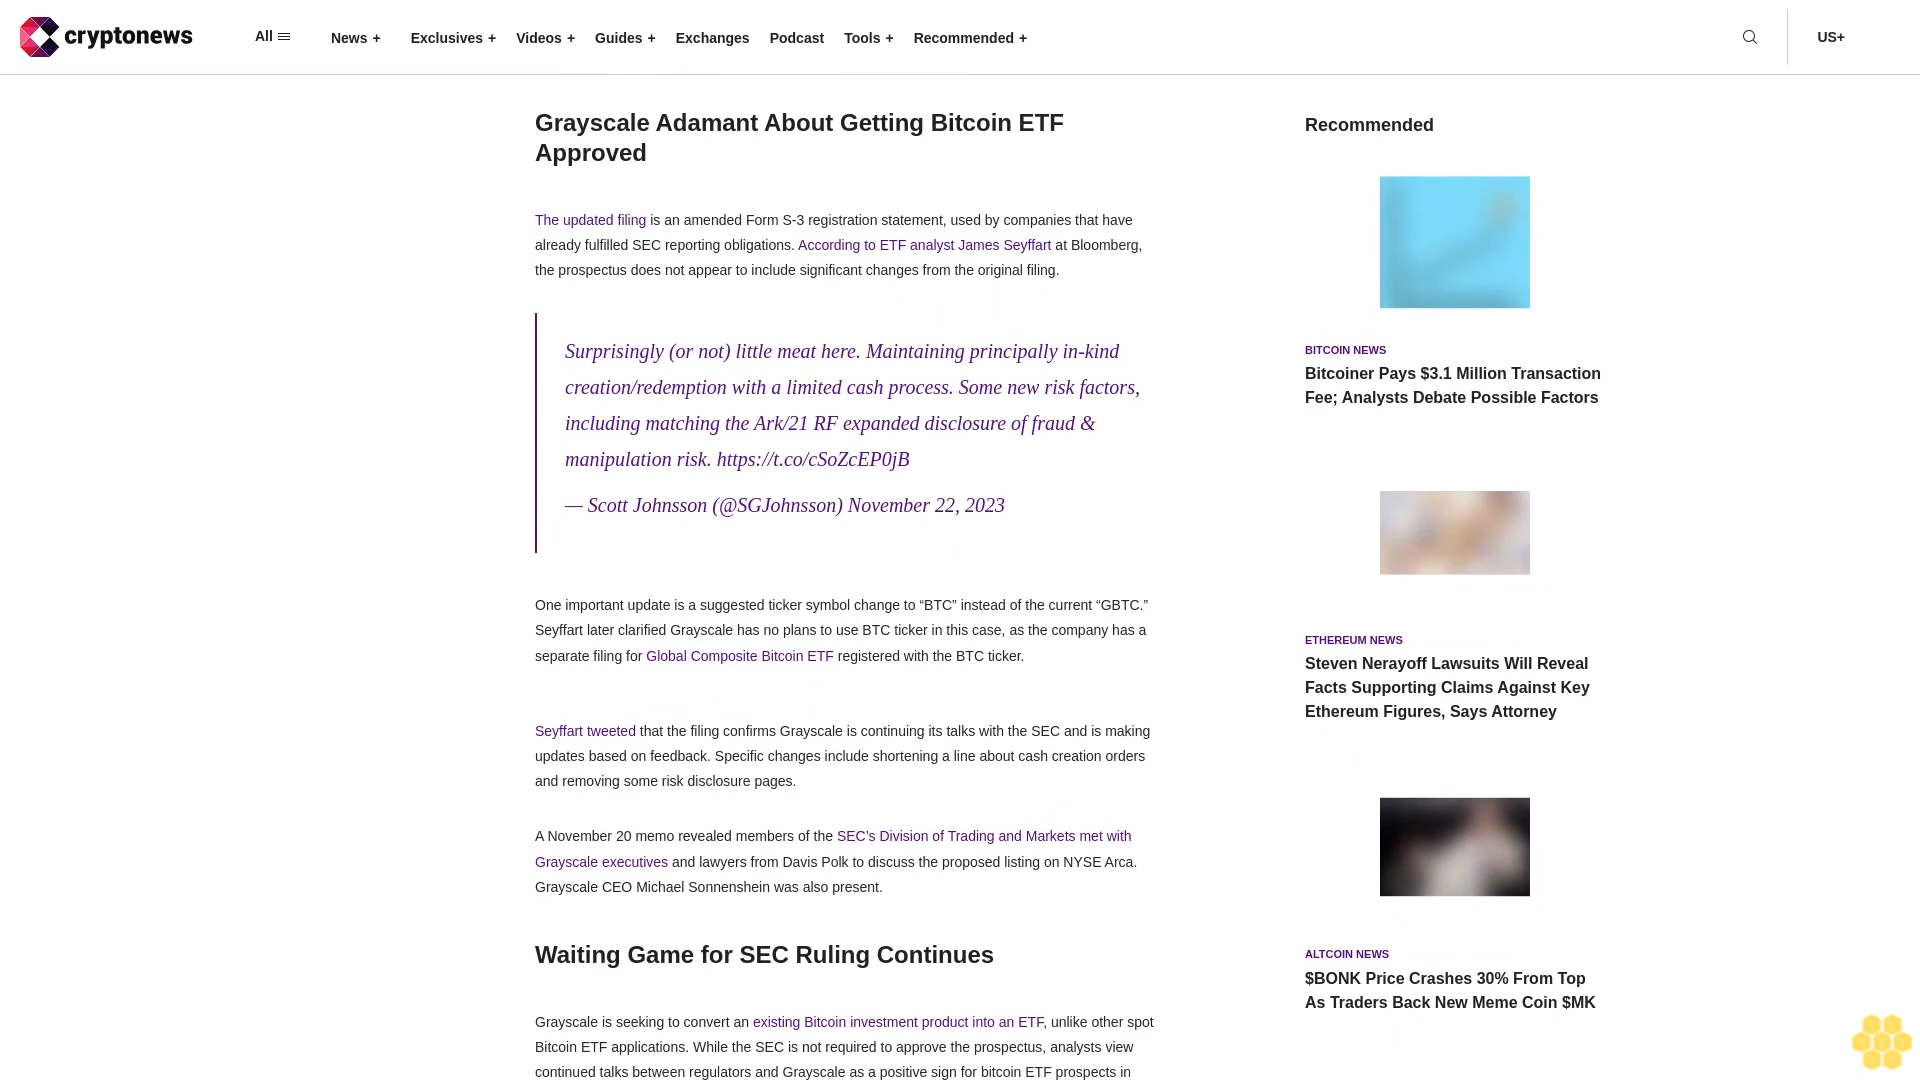 cryptonews
All
News +
Exclusives +
Videos +
Guides +
Exchanges
Podcast
Tools +
Recommended +
US+
Grayscale Adamant About Getting Bitcoin ETF
Approved
The updated filing is an amended Form S-3 registration statement, used by companies that have
already fulfilled SEC reporting obligations. According to ETF analyst James Seyffart at Bloomberg,
the prospectus does not appear to include significant changes from the original filing.
Surprisingly (or not) little meat here. Maintaining principally in-kind
creation/redemption with a limited cash process. Some new risk factors,
including matching the Ark/21 RF expanded disclosure of fraud &
manipulation risk. https://t.co/cSoZcEP0jB
— Scott Johnsson (@SGJohnsson) November 22, 2023
One important update is a suggested ticker symbol change to “BTC” instead of the current “GBTC.”
Seyffart later clarified Grayscale has no plans to use BTC ticker in this case, as the company has a
separate filing for Global Composite Bitcoin ETF registered with the BTC ticker.
Seyffart tweeted that the filing confirms Grayscale is continuing its talks with the SEC and is making
updates based on feedback. Specific changes include shortening a line about cash creation orders
and removing some risk disclosure pages.
A November 20 memo revealed members of the SEC’s Division of Trading and Markets met with
Grayscale executives and lawyers from Davis Polk to discuss the proposed listing on NYSE Arca.
Grayscale CEO Michael Sonnenshein was also present.
Waiting Game for SEC Ruling Continues
Grayscale is seeking to convert an existing Bitcoin investment product into an ETF, unlike other spot
Bitcoin ETF applications. While the SEC is not required to approve the prospectus, analysts view
continued talks between regulators and Grayscale as a positive sign for bitcoin ETF prospects in
Recommended
BITCOIN NEWS
Bitcoiner Pays $3.1 Million Transaction
Fee; Analysts Debate Possible Factors
ETHEREUM NEWS
Steven Nerayoff Lawsuits Will Reveal
Facts Supporting Claims Against Key
Ethereum Figures, Says Attorney
ALTCOIN NEWS
$BONK Price Crashes 30% From Top
As Traders Back New Meme Coin $MK